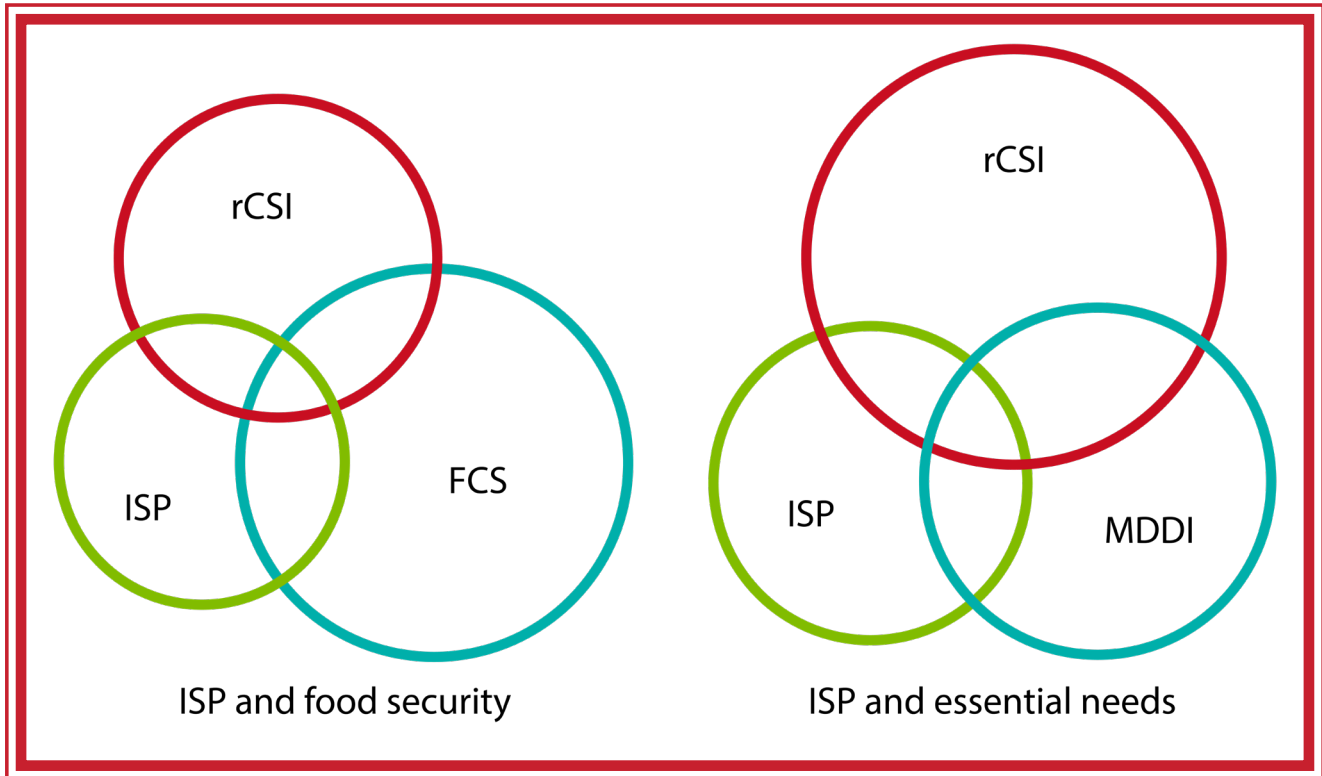 rCSI
ISP
FCS
ISP and food security
rCSI
ISP
MDDI
ISP and essential needs